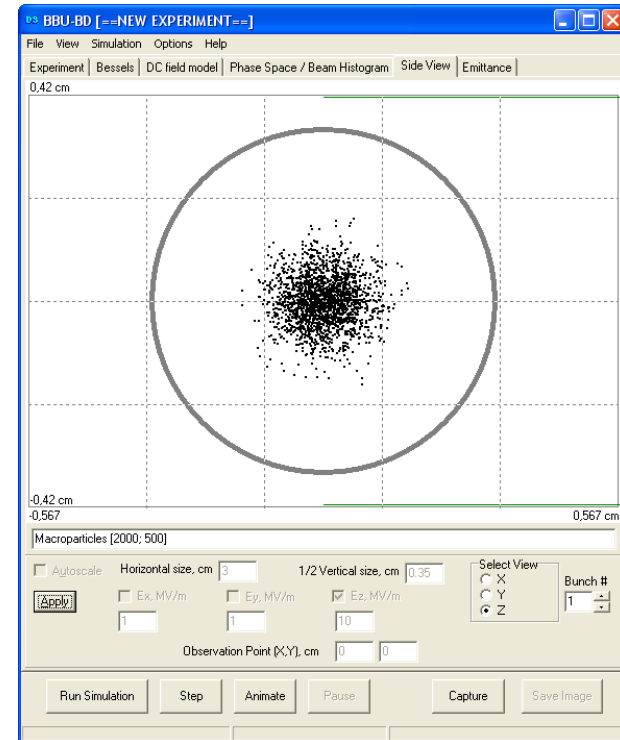 BBU-BD [==NEW EXPERIMENT==]
File View Simulation Options Help
Experiment Bessels DC field model Phase Space / Beam Histogram Side View Emittance
0,42 cm
-0,42 cm
-0,567 0,567 cm
Macroparticles [2000; 500]
Autoscale Horizontal size, cm 3 1/2 Vertical size, cm 0.35 Select View
X
Y
Z
Bunch #
1
Apply Ex, MV/m Ey, MV/m Ez, MV/m
1 1 10
Observation Point (X,Y), cm 0 0
Run Simulation Step Animate Pause Capture Save Image